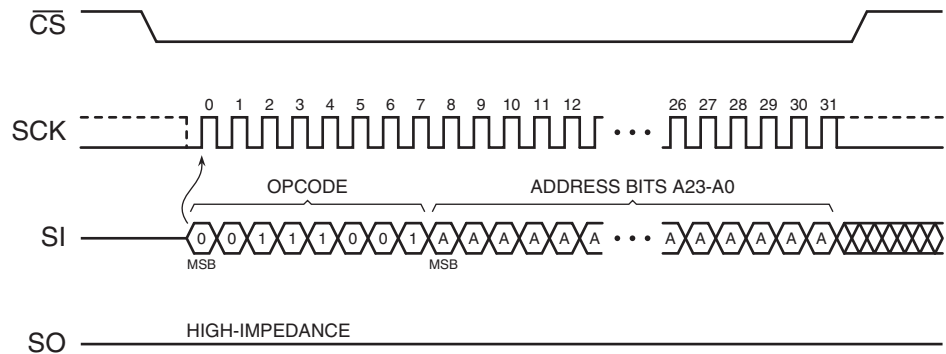 CS
0 1 2 3 4 5 6 7 8 9 10 11 12 26 27 28 29 30 31
SCK
OPCODE ADDRESS BITS A23-A0
SI 0 0 1 1 1 0 0 1 A A A A A A A A A A A A
MSB MSB
HIGH-IMPEDANCE
SO